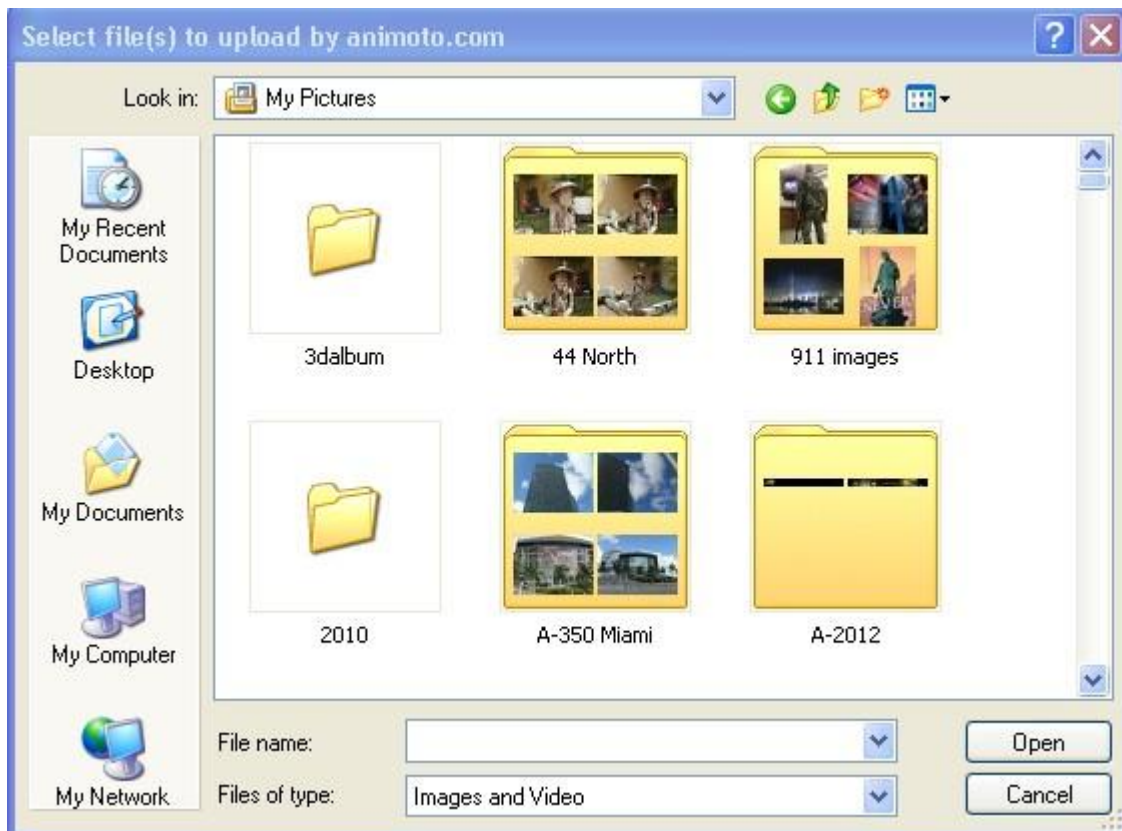 Select file(s) to upload by animoto.com
Look in:
My Pictures
My Recent
Documents
Desktop
My Documents
My Computer
My Network
3dalbum
44 North
911 images
2010
A-350 Miami
A-2012
File name:
Open
Files of type:
Images and Video
Cancel